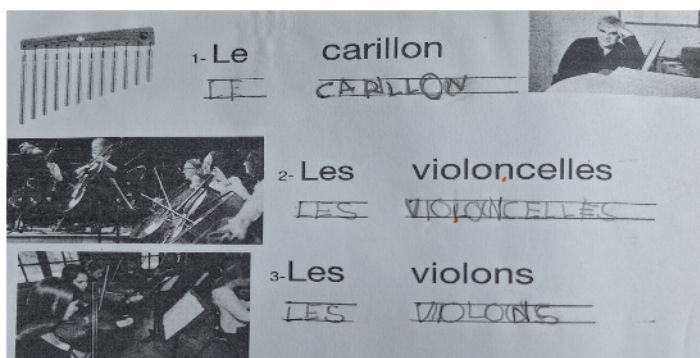 1- Le carillon
LE CARILLON
2- Les violoncelles
LES VIOLONCELLES
3- Les violons
LES VIOLONS